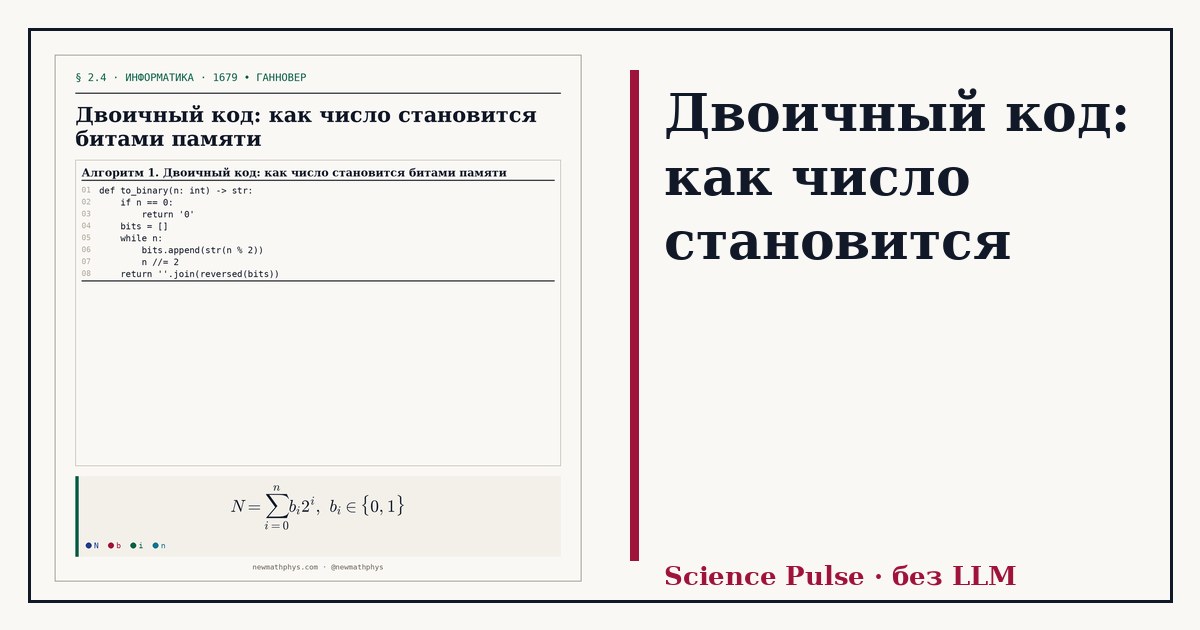 § 2.4 · ИНФОРМАТИКА · 1679 • ГАННОВЕР
Двоичный код: как число становится
битами памяти
Алгоритм 1. Двоичный код: как число становится битами памяти
01 def to_binary(n: int) -> str:
02     if n == 0:
03         return '0'
04     bits = []
05     while n:
06         bits.append(str(n % 2))
07         n //= 2
08     return ''.join(reversed(bits))
N = ∑_{i=0}^{n} b_i 2^i, b_i ∈ {0, 1}
N b i n
newmathphys.com · @newmathphys
Двоичный код:
как число
становится
Science Pulse · без LLM